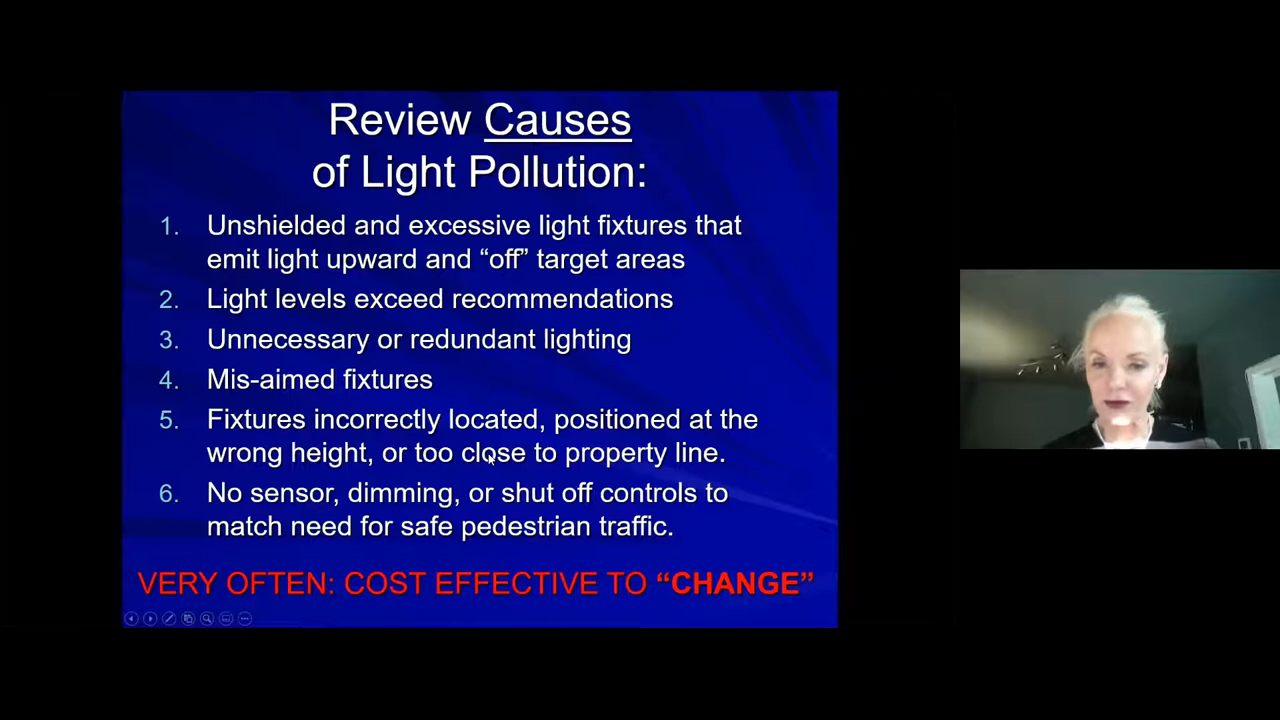 Review Causes
of Light Pollution:
1. Unshielded and excessive light fixtures that
emit light upward and “off” target areas
2. Light levels exceed recommendations
3. Unnecessary or redundant lighting
4. Mis-aimed fixtures
5. Fixtures incorrectly located, positioned at the
wrong height, or too close to property line.
6. No sensor, dimming, or shut off controls to
match need for safe pedestrian traffic.
VERY OFTEN: COST EFFECTIVE TO “CHANGE”